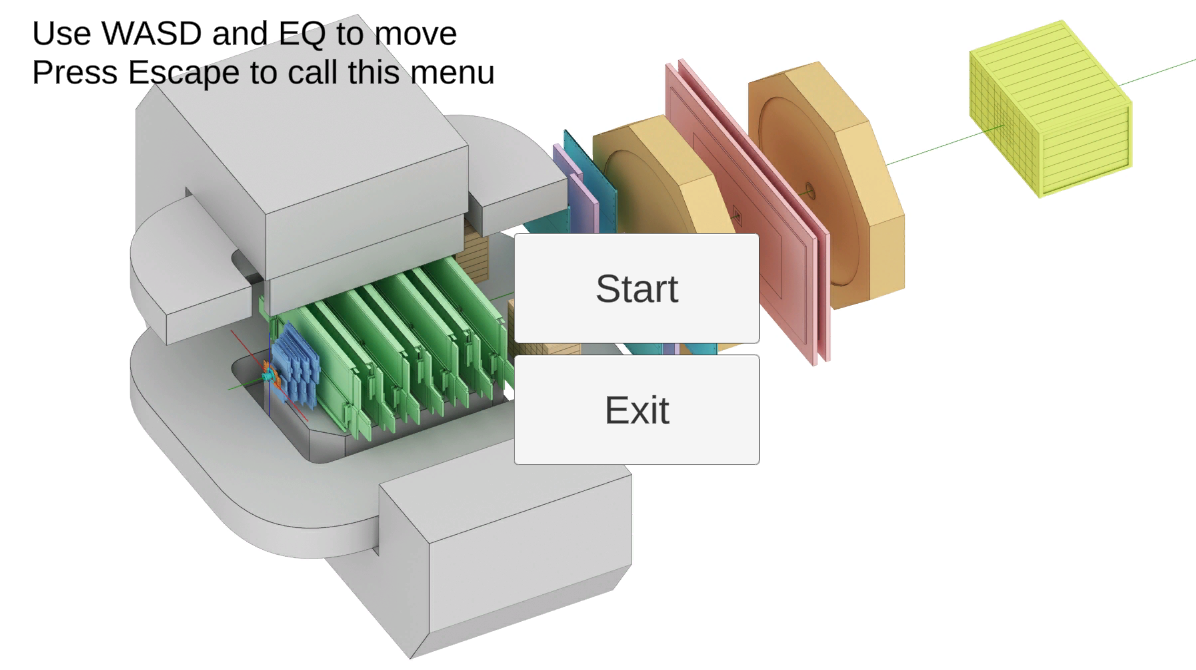 Use WASD and EQ to move
Press Escape to call this menu
Start
Exit